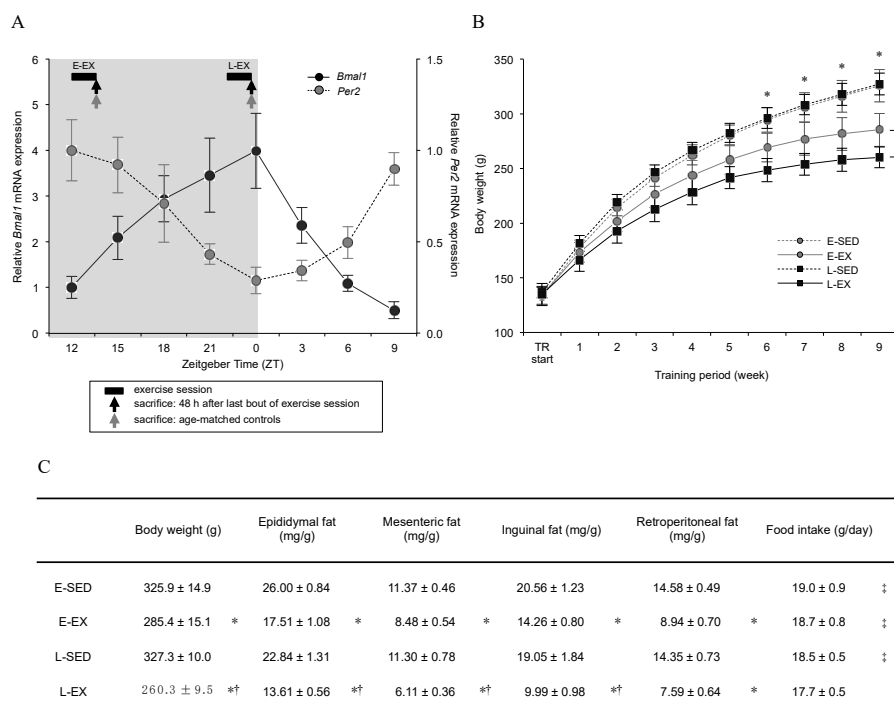 A
B
E-EX
L-EX
Bmal1
Per2
Relative Bmal1 mRNA expression
6
5
4
3
2
1
0
1.5
1.0
0.5
0.0
Relative Per2 mRNA expression
12 15 18 21 0 3 6 9
Zeitgeber Time (ZT)
exercise session
sacrifice: 48 h after last bout of exercise session
sacrifice: age-matched controls
Body weight (g)
350
300
250
200
150
100
* * * *
E-SED
E-EX
L-SED
L-EX
TR start 1 2 3 4 5 6 7 8 9
Training period (week)
C
Body weight (g) Epididymal fat (mg/g) Mesenteric fat (mg/g) Inguinal fat (mg/g) Retroperitoneal fat (mg/g) Food intake (g/day)
E-SED 325.9 ± 14.9 26.00 ± 0.84 11.37 ± 0.46 20.56 ± 1.23 14.58 ± 0.49 19.0 ± 0.9 ‡
E-EX 285.4 ± 15.1 * 17.51 ± 1.08 * 8.48 ± 0.54 * 14.26 ± 0.80 * 8.94 ± 0.70 * 18.7 ± 0.8 ‡
L-SED 327.3 ± 10.0 22.84 ± 1.31 11.30 ± 0.78 19.05 ± 1.84 14.35 ± 0.73 18.5 ± 0.5 ‡
L-EX 260.3 ± 9.5 *† 13.61 ± 0.56 *† 6.11 ± 0.36 *† 9.99 ± 0.98 *† 7.59 ± 0.64 * 17.7 ± 0.5